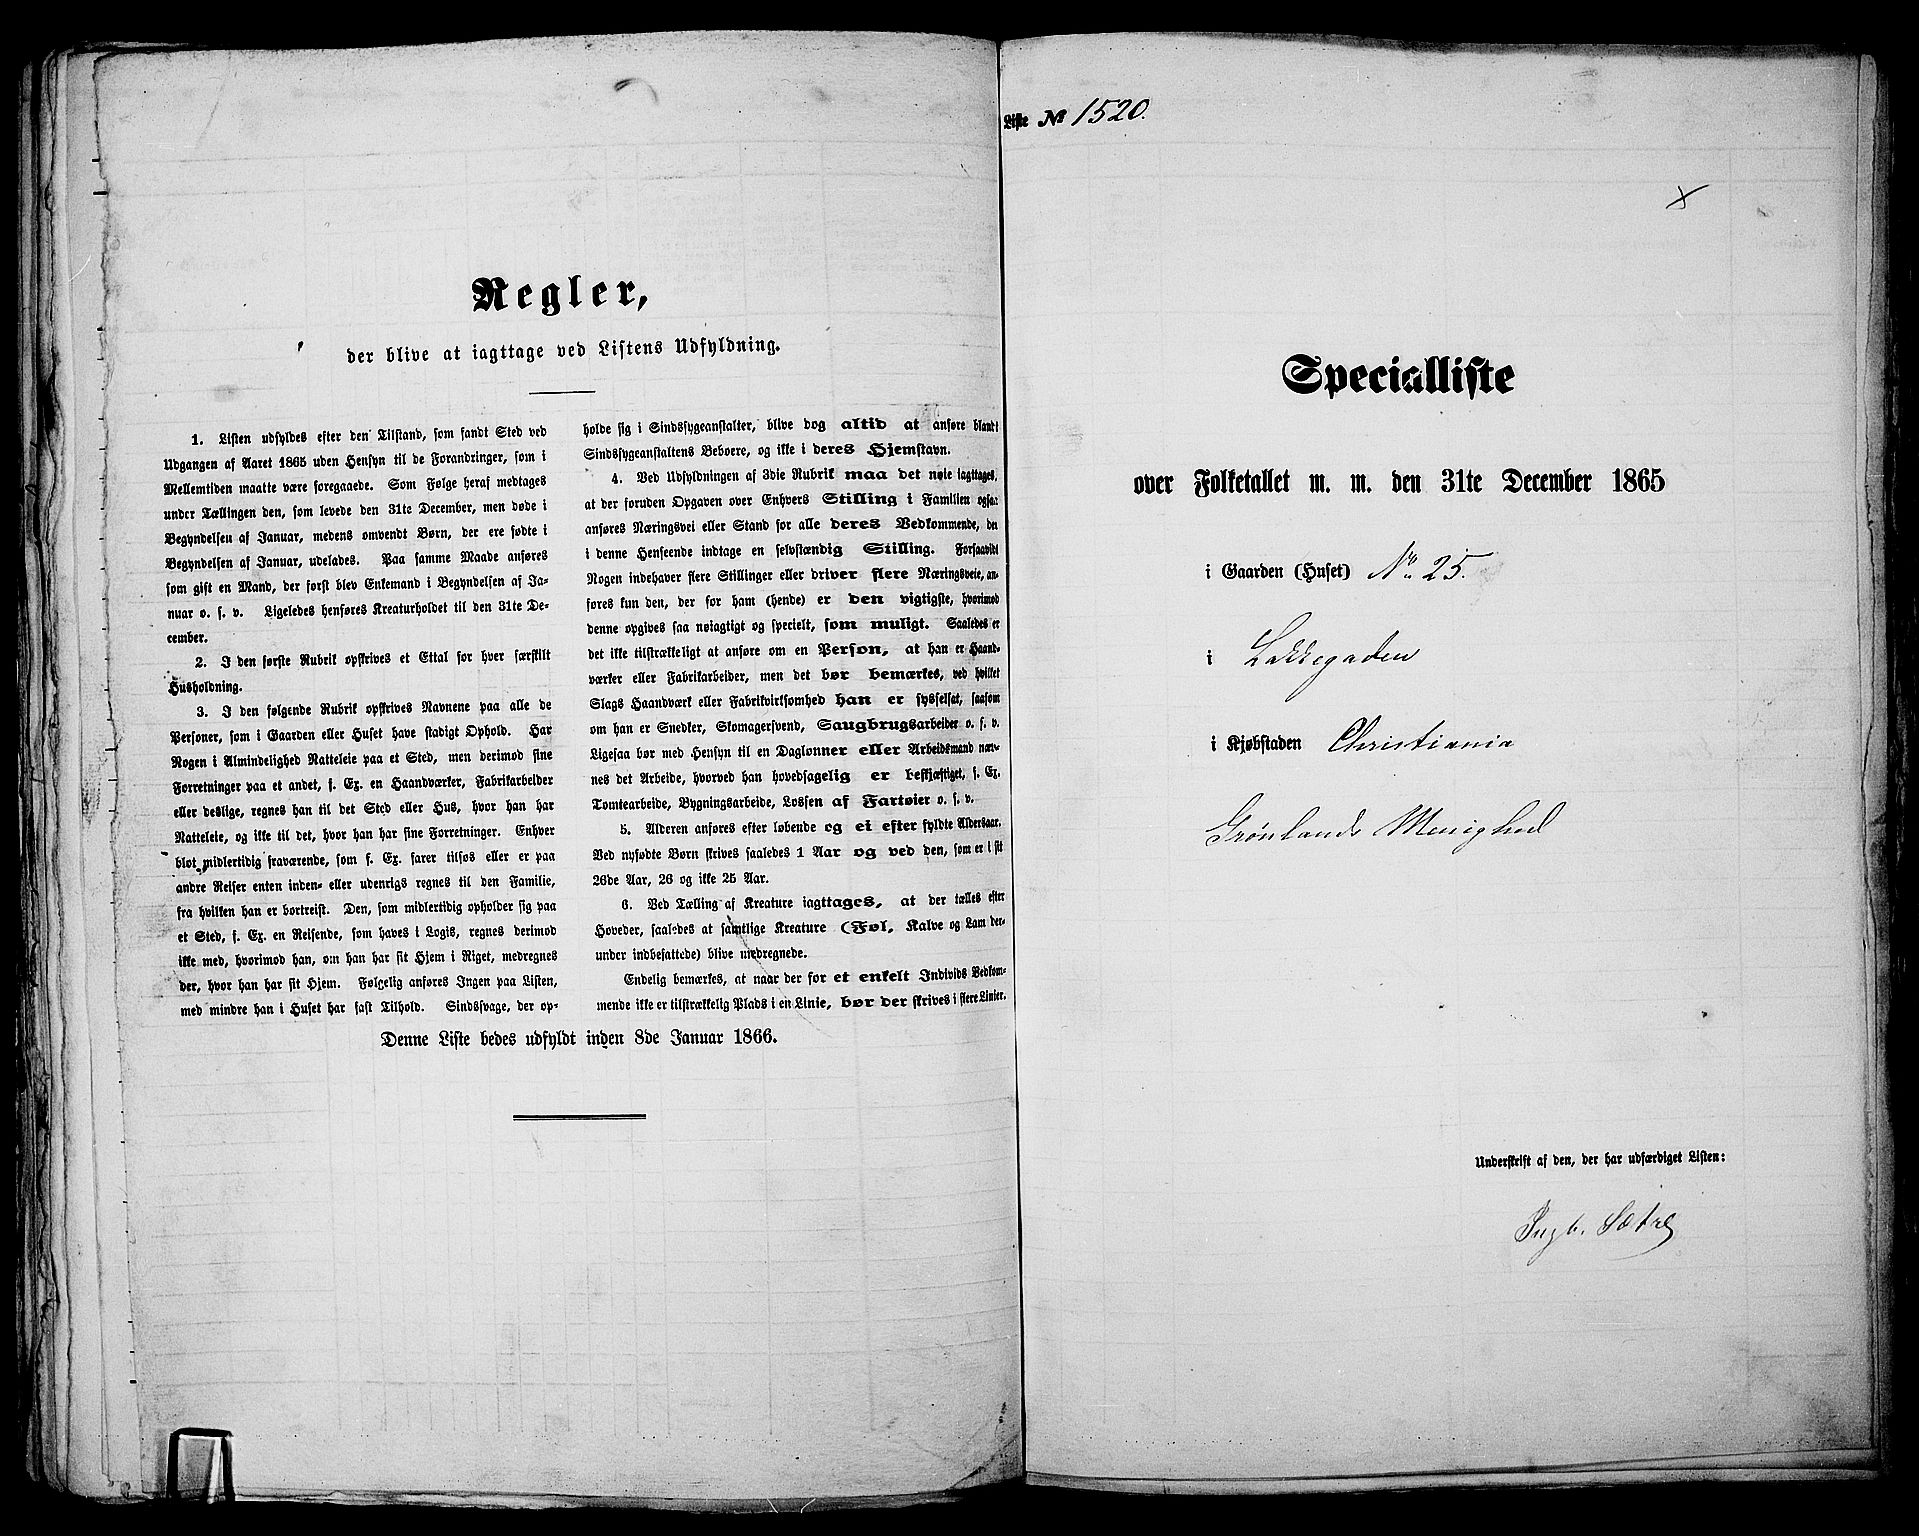 Regler,
der blive at iagttage ved Listens Udfyldning.
1. Listen udfyldes efter den Tilstand, som fandt Sted ved
Udgangen af Aaret 1865 uden Hensyn til de Forandringer, som i
Mellemtiden maatte være foregaaede. Som Følge heraf medtages
under Tællingen den, som levede den 31te December, men døde i
Begyndelsen af Januar, medens omvendt Børn, der ere fødte i
Begyndelsen af Januar, udelades. Paa samme Maade anføres
som gift en Mand, der først blev Enkemand i Begyndelsen af Ja-
nuar o. s. v. Ligeledes henføres Kreaturholdet til den 31te De-
cember.
2. I den første Rubrik opskrives et Ettal for hver særskilt
Husholdning.
3. I den følgende Rubrik opskrives Navnene paa alle de
Personer, som i Gaarden eller Huset have stadigt Ophold. Har
Nogen i Almindelighed Natteleie paa et Sted, men derimod sine
Forretninger paa et andet, f. Ex. en Haandværker, Fabrikarbeider
eller deslige, regnes han til det Sted eller Hus, hvor han har
Natteleie, og ikke til det, hvor han har sine Forretninger. Enhver
blot midlertidig fraværende, som f. Ex. farer tilsøs eller er paa
andre Reiser enten inden- eller udenrigs regnes til den Familie,
fra hvilken han er bortreist. Den, som midlertidig opholder sig paa
et Sted, f. Ex. en Reisende, som haves i Logis, regnes derimod
ikke med, hvorimod han, om han har sit Hjem i Riget, medregnes
der, hvor han har sit Hjem. Følgelig anføres Ingen paa Listen,
med mindre han i Huset har fast Tilhold. Sindssvage, der op-
holde sig i Sindssygeanstalter, blive dog altid at anføre blandt
Sindssygeanstaltens Beboere, og ikke i deres Hjemstavn.
4. Ved Udfyldningen af 3die Rubrik maa det nøie iagttages,
at der foruden Opgaven over Enhvers Stilling i Familien ogsaa
anføres Næringsvei eller Stand for alle deres Vedkommende, der
i denne Henseende indtage en selvstændig Stilling. Forsaavidt
Nogen indehaver flere Stillinger eller driver flere Næringsveie, an-
føres kun den, der for ham (hende) er den vigtigste, hvorimod
denne opgives saa nøiagtigt og specielt, som muligt. Saaledes er
det ikke tilstrækkeligt at anføre om en Person, at han er Haand-
værker eller Fabrikarbeider, men det bør bemærkes, ved hvilket
Slags Haandværk eller Fabrikvirksomhed han er sysselsat, saasom
om han er Snedker, Skomagersvend, Saugbrugsarbeider o. s. v.
Ligesaa bør med Hensyn til en Daglønner eller Arbeidsmand næv-
nes det Arbeide, hvorved han hovedsagelig er beskjæftiget, f. Ex.
Tomtearbeide, Bygningsarbeide, Lossen af Fartøier o. s. v.
5. Alderen anføres efter løbende og ei efter fyldte Aldersaar.
Ved nyfødte Børn skrives saaledes 1 Aar og ved den, som er i sit
26de Aar, 26 og ikke 25 Aar.
6. Ved Tælling af Kreature iagttages, at der tælles efter
Hoveder, saaledes at samtlige Kreature (Føl, Kalve og Lam der-
under indbefattede) blive medregnede.
Endelig bemærkes, at naar der for et enkelt Individs Vedkom-
mende ikke er tilstrækkelig Plads i en Linie, bør der skrives i flere Linier.
Denne Liste bedes udfyldt inden 8de Januar 1866.
Liste № 1520.
x
Specialliste
over Folketallet m. m. den 31te December 1865
i Gaarden (Huset) No. 25.
i Lakkegaden
i Kjøbstaden Christiania
Grønlands Menighed
Underskrift af den, der har udfærdiget Listen:
Ingb. Sætre